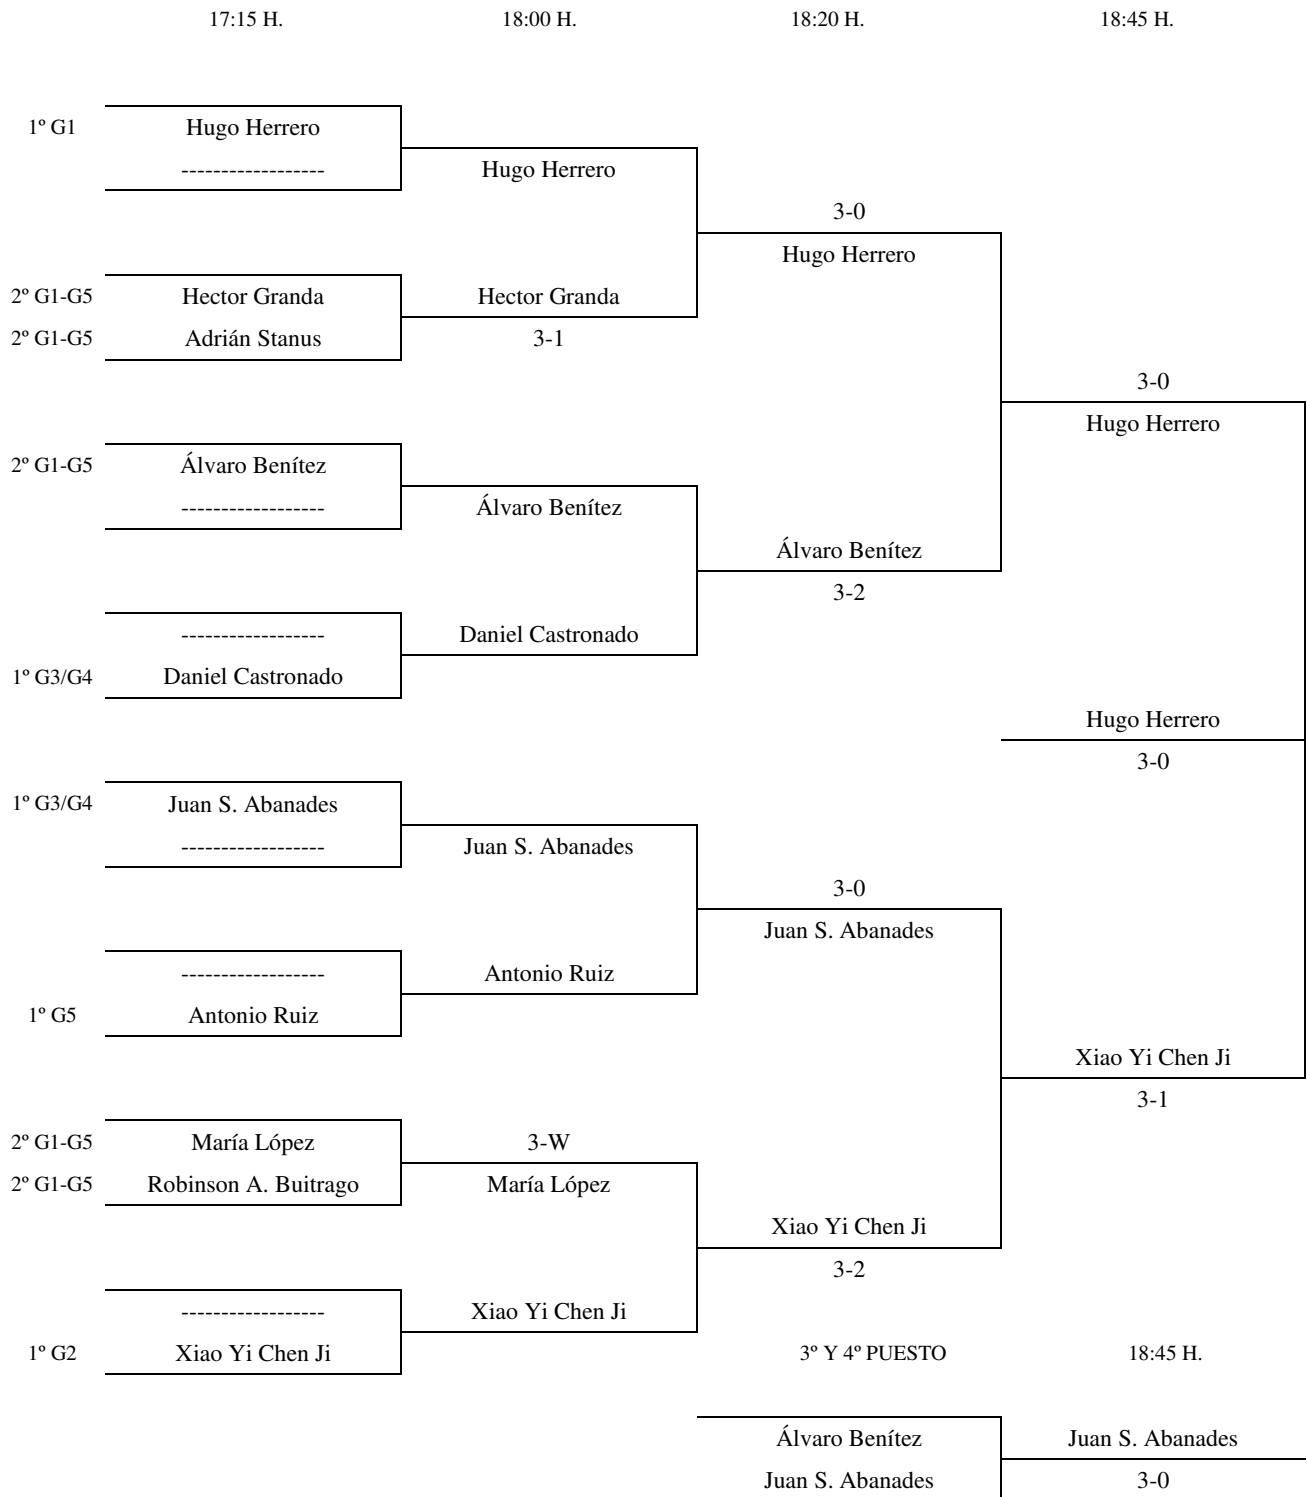 17:15 H. 18:00 H. 18:20 H. 18:45 H.
1º G1 Hugo Herrero
------------------ Hugo Herrero
3-0
Hugo Herrero
2º G1-G5 Hector Granda Hector Granda
2º G1-G5 Adrián Stanus 3-1
3-0
Hugo Herrero
2º G1-G5 Álvaro Benítez
------------------ Álvaro Benítez
Álvaro Benítez
3-2
------------------ Daniel Castronado
1º G3/G4 Daniel Castronado
Hugo Herrero
3-0
1º G3/G4 Juan S. Abanades
------------------ Juan S. Abanades
3-0
Juan S. Abanades
------------------ Antonio Ruiz
1º G5 Antonio Ruiz
Xiao Yi Chen Ji
3-1
2º G1-G5 María López 3-W
2º G1-G5 Robinson A. Buitrago María López
Xiao Yi Chen Ji
3-2
------------------ Xiao Yi Chen Ji
1º G2 Xiao Yi Chen Ji 3º Y 4º PUESTO 18:45 H.
Álvaro Benítez Juan S. Abanades
Juan S. Abanades 3-0